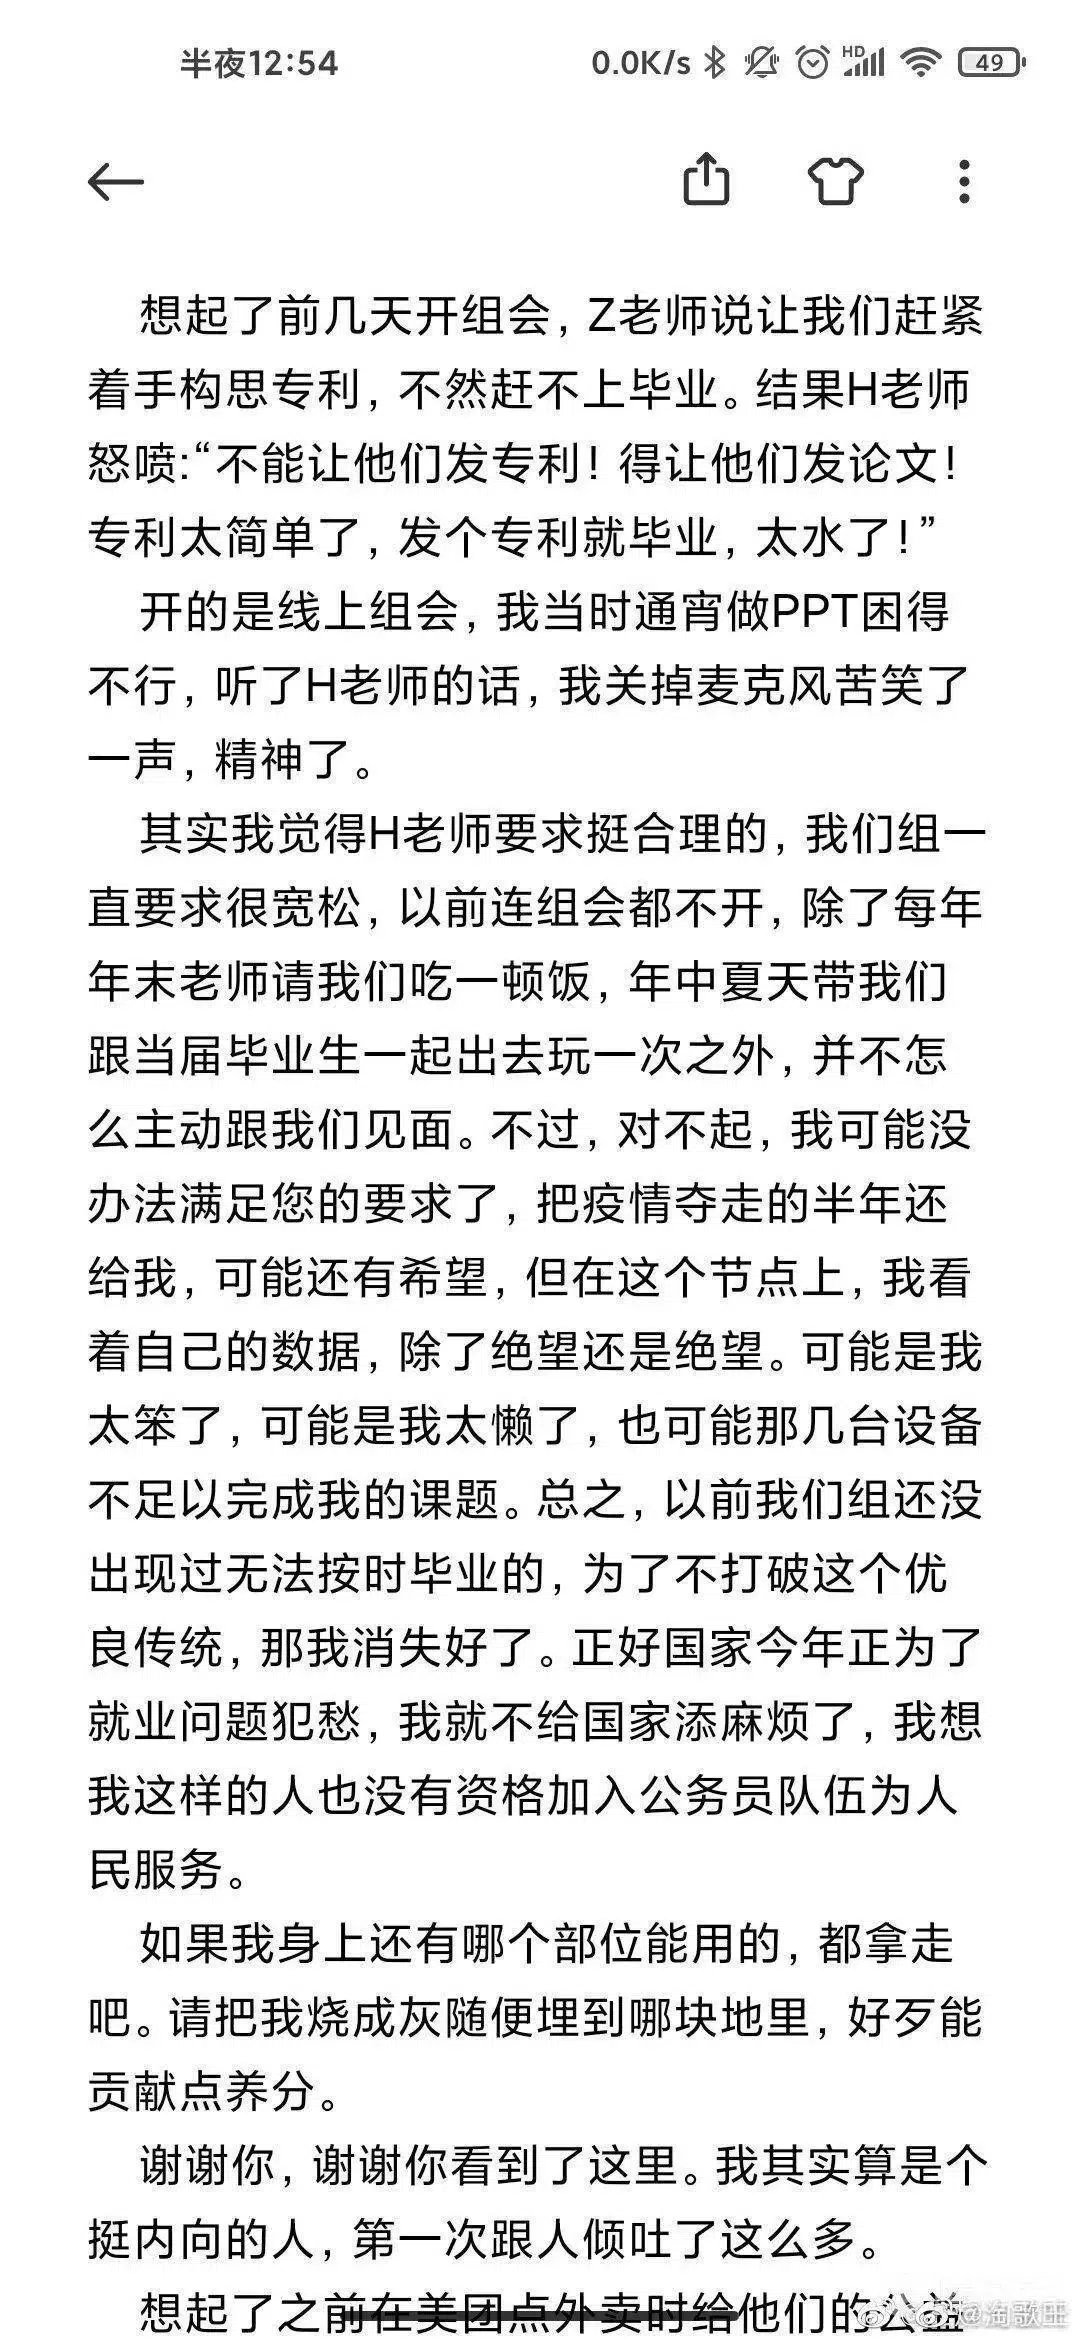 半夜12:54
0.0K/s HD 49
想起了前几天开组会，Z老师说让我们赶紧
着手构思专利，不然赶不上毕业。结果H老师
怒喷:“不能让他们发专利！得让他们发论文！
专利太简单了，发个专利就毕业，太水了！”
开的是线上组会，我当时通宵做PPT困得
不行，听了H老师的话，我关掉麦克风苦笑了
一声，精神了。
其实我觉得H老师要求挺合理的，我们组一
直要求很宽松，以前连组会都不开，除了每年
年末老师请我们吃一顿饭，年中夏天带我们
跟当届毕业生一起出去玩一次之外，并不怎
么主动跟我们见面。不过，对不起，我可能没
办法满足您的要求了，把疫情夺走的半年还
给我，可能还有希望，但在这个节点上，我看
着自己的数据，除了绝望还是绝望。可能是我
太笨了，可能是我太懒了，也可能那几台设备
不足以完成我的课题。总之，以前我们组还没
出现过无法按时毕业的，为了不打破这个优
良传统，那我消失好了。正好国家今年正为了
就业问题犯愁，我就不给国家添麻烦了，我想
我这样的人也没有资格加入公务员队伍为人
民服务。
如果我身上还有哪个部位能用的，都拿走
吧。请把我烧成灰随便埋到哪块地里，好歹能
贡献点养分。
谢谢你，谢谢你看到了这里。我其实算是个
挺内向的人，第一次跟人倾吐了这么多。
想起了之前在美团点外卖时给他们的公益
@淘歌旺